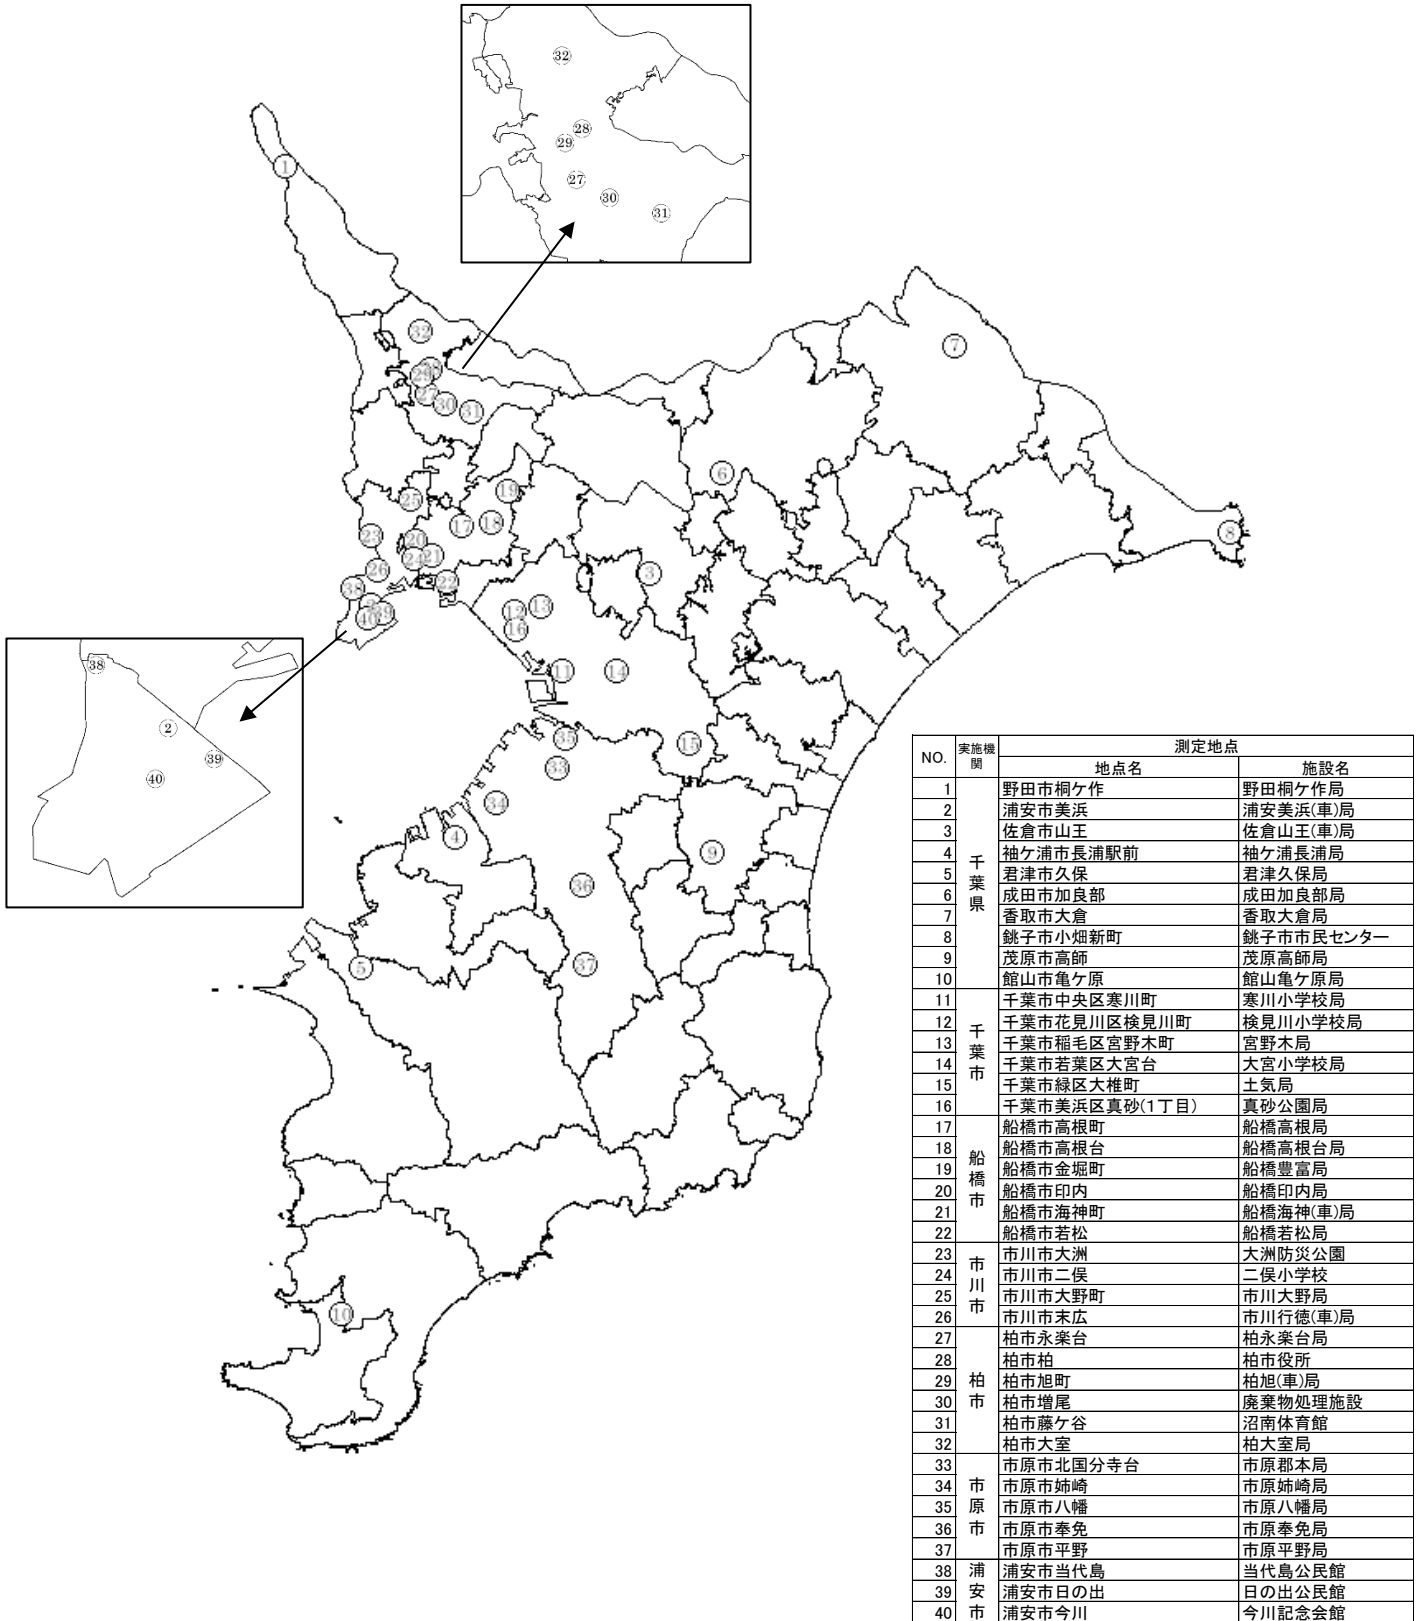 32
28
29
27
30
31
1
32
28
29
27
30
31
7
6
8
19
25
17
18
23
20
21
24
26
22
38
2
39
40
3
12
13
16
11
14
38
2
39
40
35
15
33
34
4
9
36
37
5
10
NO. 実施機関 測定地点
地点名 施設名
千葉県
1 野田市桐ケ作 野田桐ケ作局
2 浦安市美浜 浦安美浜(車)局
3 佐倉市山王 佐倉山王(車)局
4 袖ケ浦市長浦駅前 袖ケ浦長浦局
5 君津市久保 君津久保局
6 成田市加良部 成田加良部局
7 香取市大倉 香取大倉局
8 銚子市小畑新町 銚子市市民センター
9 茂原市高師 茂原高師局
10 館山市亀ケ原 館山亀ケ原局
千葉市
11 千葉市中央区寒川町 寒川小学校局
12 千葉市花見川区検見川町 検見川小学校局
13 千葉市稲毛区宮野木町 宮野木局
14 千葉市若葉区大宮台 大宮小学校局
15 千葉市緑区大椎町 土気局
16 千葉市美浜区真砂(1丁目) 真砂公園局
船橋市
17 船橋市高根町 船橋高根局
18 船橋市高根台 船橋高根台局
19 船橋市金堀町 船橋豊富局
20 船橋市印内 船橋印内局
21 船橋市海神町 船橋海神(車)局
22 船橋市若松 船橋若松局
市川市
23 市川市大洲 大洲防災公園
24 市川市二俣 二俣小学校
25 市川市大野町 市川大野局
26 市川市末広 市川行徳(車)局
柏市
27 柏市永楽台 柏永楽台局
28 柏市柏 柏市役所
29 柏市旭町 柏旭(車)局
30 柏市増尾 廃棄物処理施設
31 柏市藤ケ谷 沼南体育館
32 柏市大室 柏大室局
市原市
33 市原市北国分寺台 市原郡本局
34 市原市姉崎 市原姉崎局
35 市原市八幡 市原八幡局
36 市原市奉免 市原奉免局
37 市原市平野 市原平野局
浦安市
38 浦安市当代島 当代島公民館
39 浦安市日の出 日の出公民館
40 浦安市今川 今川記念会館